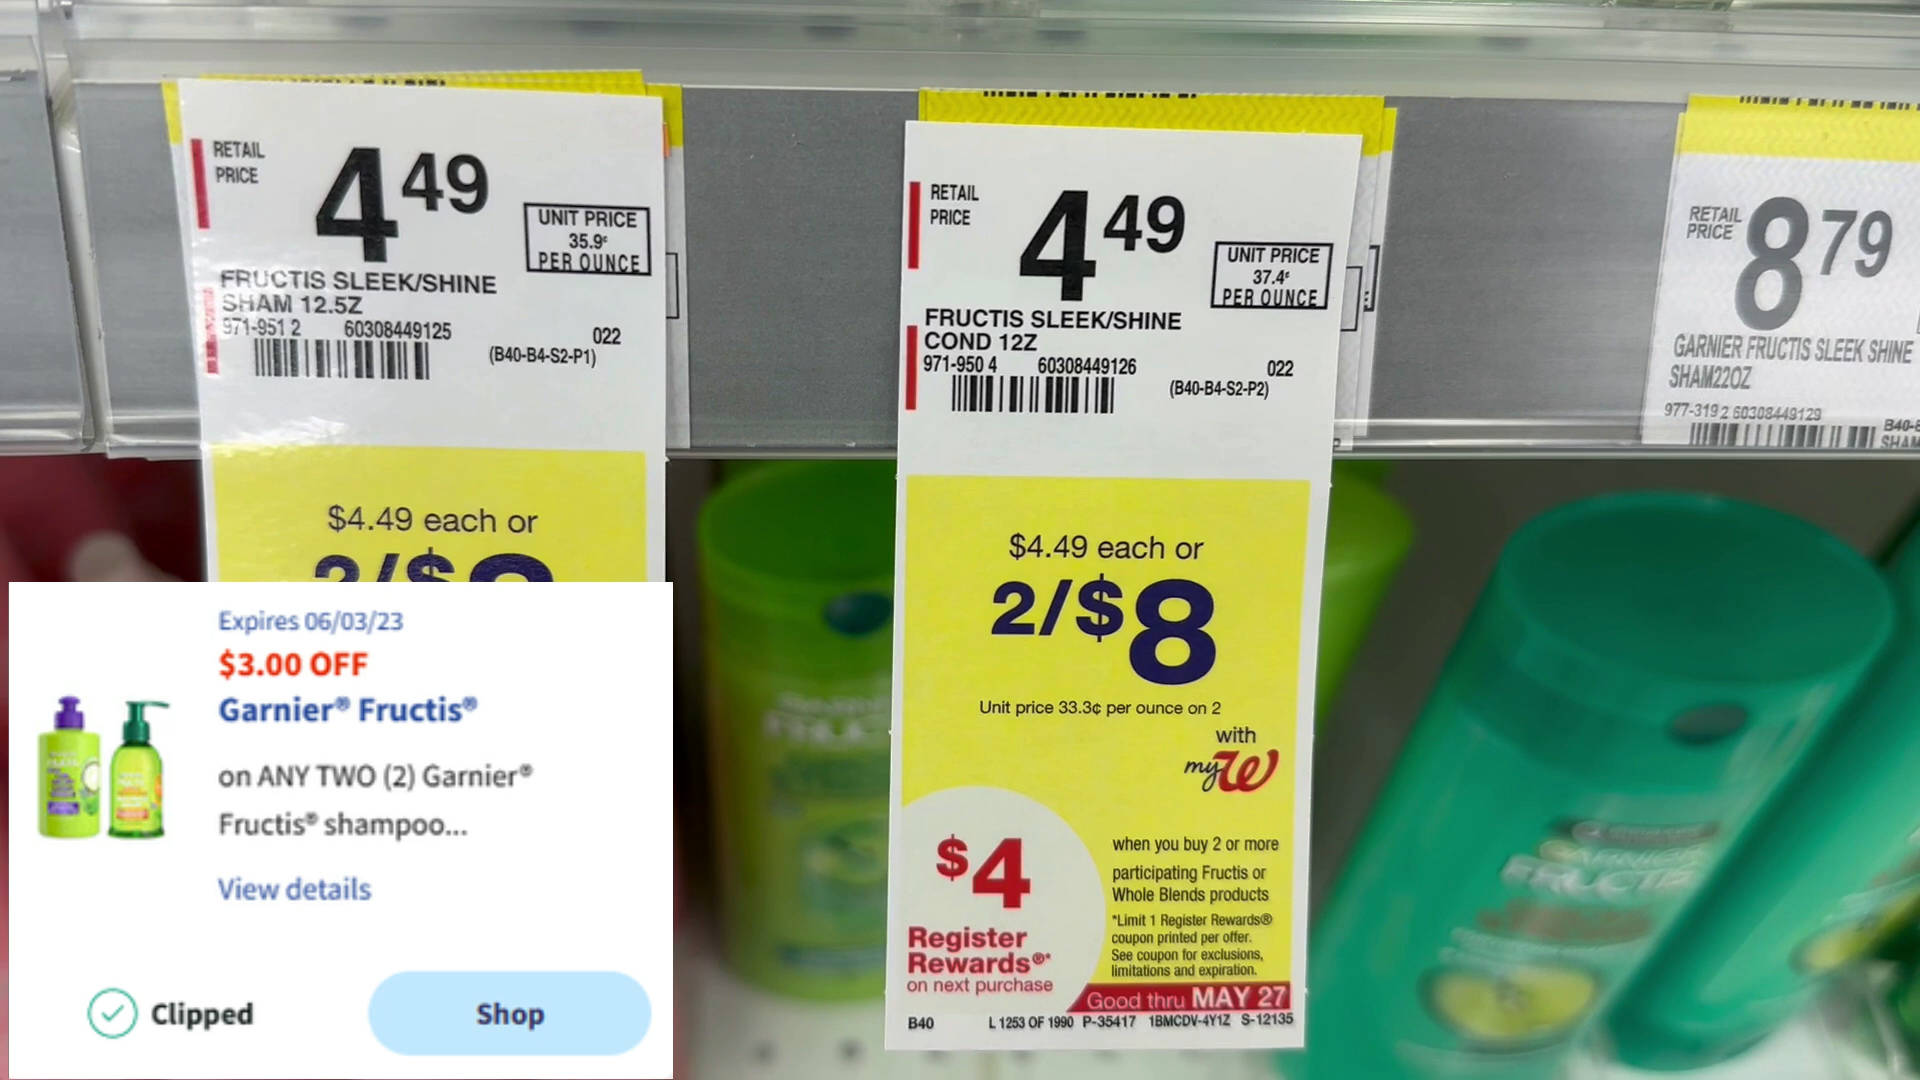 RETAIL
PRICE
4 49
UNIT PRICE
35.9¢
PER OUNCE
FRUCTIS SLEEK/SHINE
SHAM 12.5Z
971-951 2 60308449125
022
(B40-B4-S2-P1)
$4.49 each or
2/$8
RETAIL
PRICE
4 49
UNIT PRICE
37.4¢
PER OUNCE
FRUCTIS SLEEK/SHINE
COND 12Z
971-950 4 60308449126
022
(B40-B4-S2-P2)
$4.49 each or
2/$8
Unit price 33.3¢ per ounce on 2
with
myW
$4
Register
Rewards®*
on next purchase
when you buy 2 or more
participating Fructis or
Whole Blends products
*Limit 1 Register Rewards®
coupon printed per offer.
See coupon for exclusions,
limitations and expiration.
Good thru MAY 27
B40 L 1253 OF 1990 P-35417 1BMCDV-4Y1Z S-12135
RETAIL
PRICE
8 79
GARNIER FRUCTIS SLEEK SHINE
SHAM22OZ
977-319 2 60308449129
GARNIER
FRUCTIS
Expires 06/03/23
$3.00 OFF
Garnier® Fructis®
on ANY TWO (2) Garnier®
Fructis® shampoo...
View details
Clipped
Shop